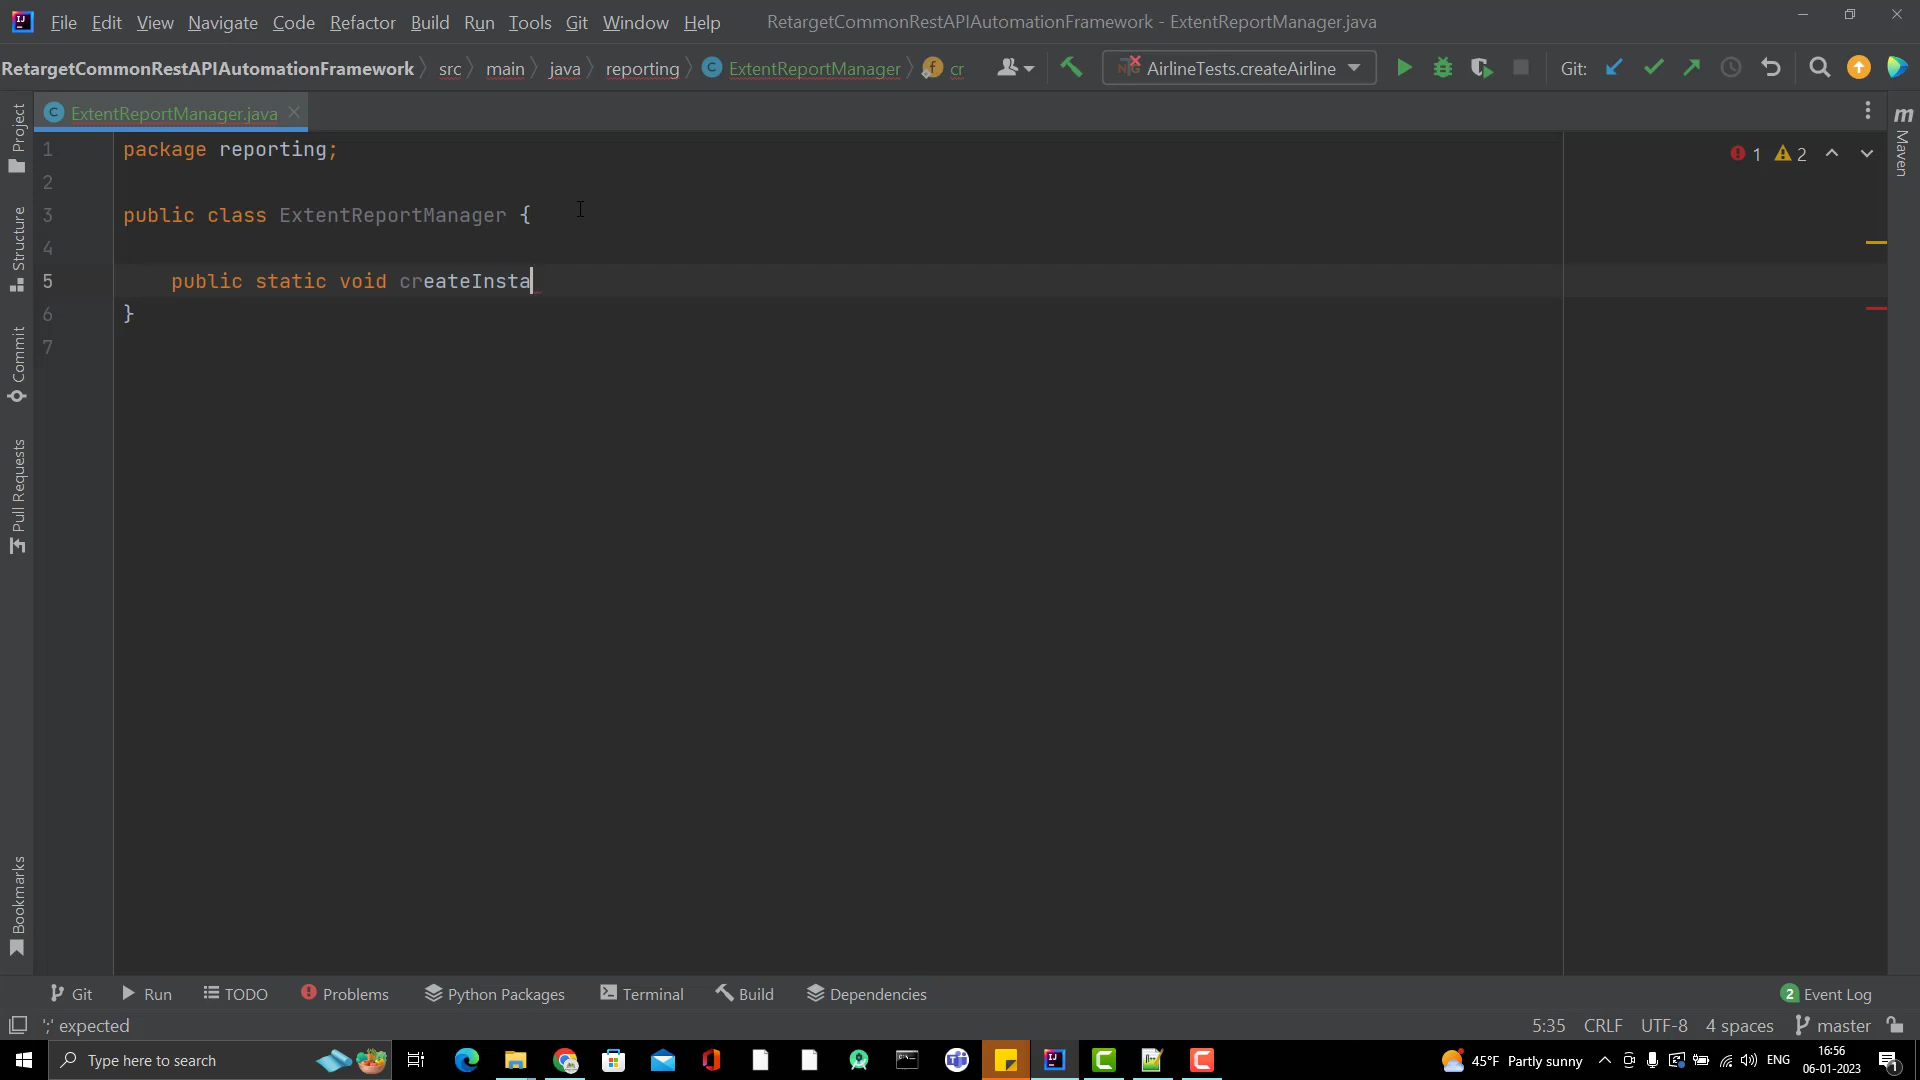 File Edit View Navigate Code Refactor Build Run Tools Git Window Help RetargetCommonRestAPIAutomationFramework - ExtentReportManager.java
RetargetCommonRestAPIAutomationFramework src main java reporting ExtentReportManager cr AirlineTests.createAirline Git:
ExtentReportManager.java
1 package reporting;
2
3 public class ExtentReportManager {
4
5 public static void createInsta
6 }
7
1 2
Project
Structure
Commit
Pull Requests
Bookmarks
m Maven
Git Run TODO Problems Python Packages Terminal Build Dependencies 2 Event Log
';' expected 5:35 CRLF UTF-8 4 spaces master
Type here to search 45°F Partly sunny ENG 16:56
06-01-2023 1